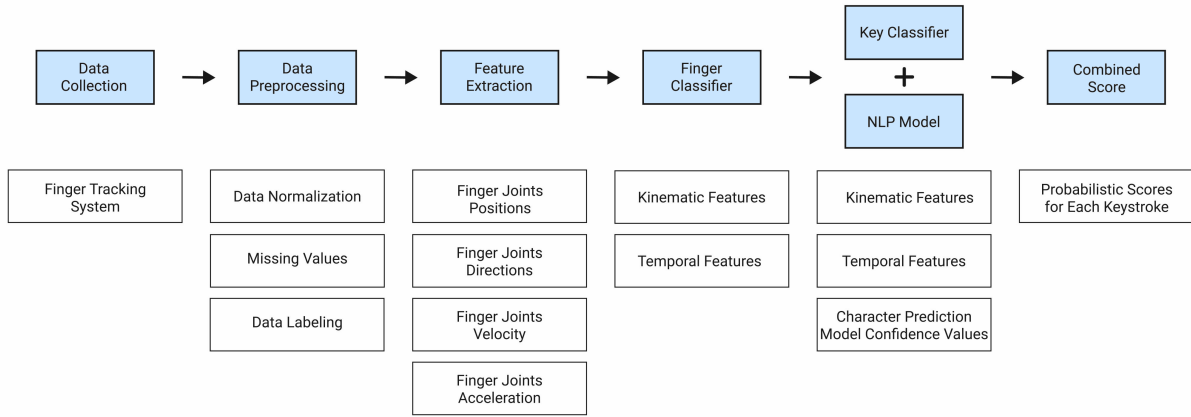 Data
Collection
Data
Preprocessing
Feature
Extraction
Finger
Classifier
Key Classifier
+
NLP Model
Combined
Score
Finger Tracking
System
Data Normalization
Missing Values
Data Labeling
Finger Joints
Positions
Finger Joints
Directions
Finger Joints
Velocity
Finger Joints
Acceleration
Kinematic Features
Temporal Features
Kinematic Features
Temporal Features
Character Prediction
Model Confidence Values
Probabilistic Scores
for Each Keystroke